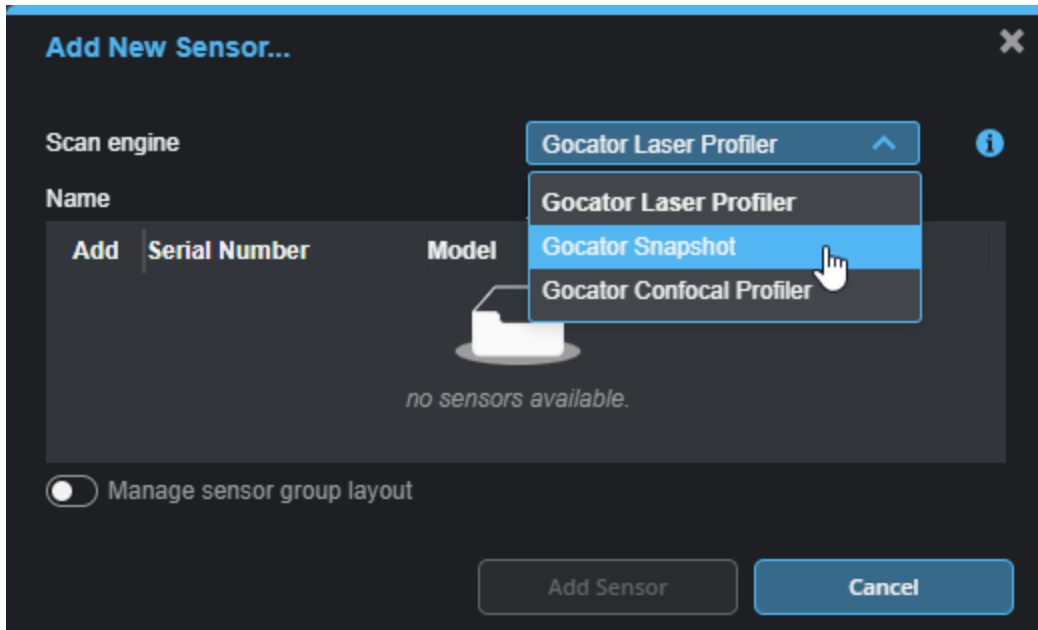 Add New Sensor...
Scan engine
Gocator Laser Profiler
Name
Gocator Laser Profiler
Add Serial Number Model
Gocator Snapshot
Gocator Confocal Profiler
no sensors available.
Manage sensor group layout
Add Sensor
Cancel